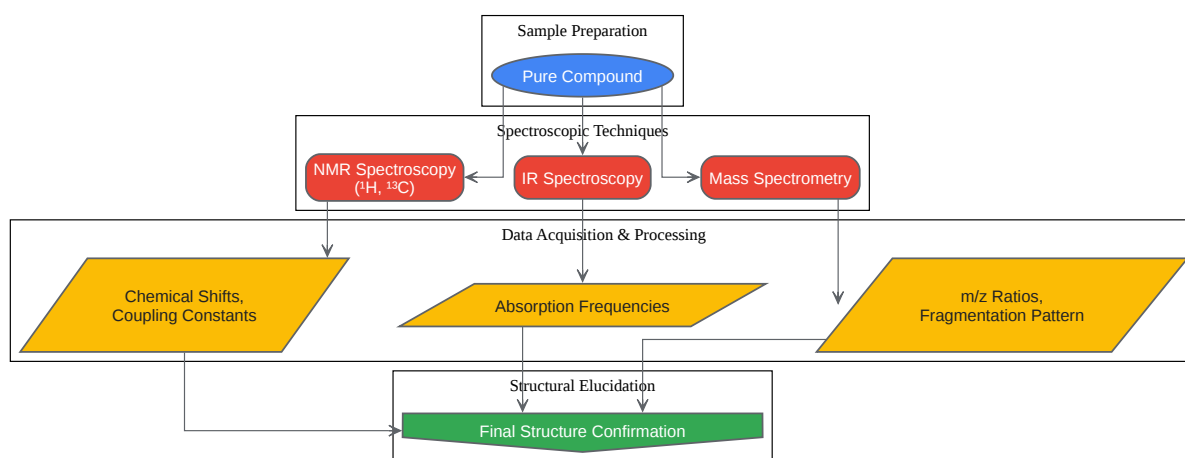 Sample Preparation
Pure Compound
Spectroscopic Techniques
NMR Spectroscopy
(¹H, ¹³C)
IR Spectroscopy
Mass Spectrometry
Data Acquisition & Processing
Chemical Shifts,
Coupling Constants
Absorption Frequencies
m/z Ratios,
Fragmentation Pattern
Structural Elucidation
Final Structure Confirmation